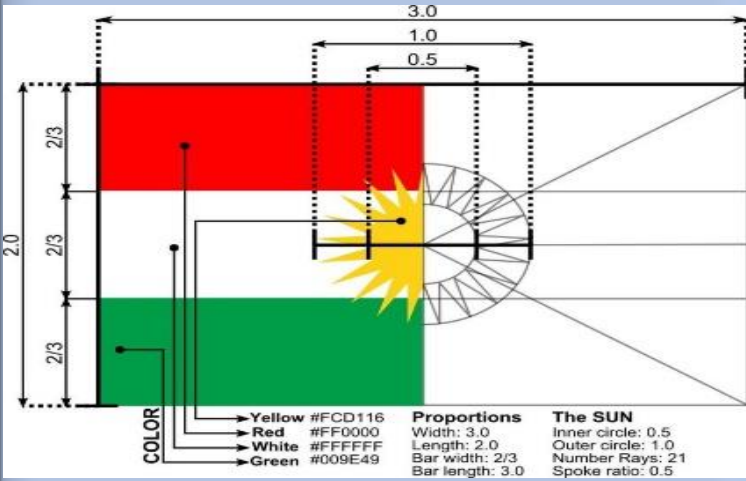 3.0
1.0
0.5
2.0
2/3
2/3
2/3
COLOR
Yellow #FCD116
Red #FF0000
White #FFFFFF
Green #009E49
Proportions
Width: 3.0
Length: 2.0
Bar width: 2/3
Bar length: 3.0
The SUN
Inner circle: 0.5
Outer circle: 1.0
Number Rays: 21
Spoke ratio: 0.5